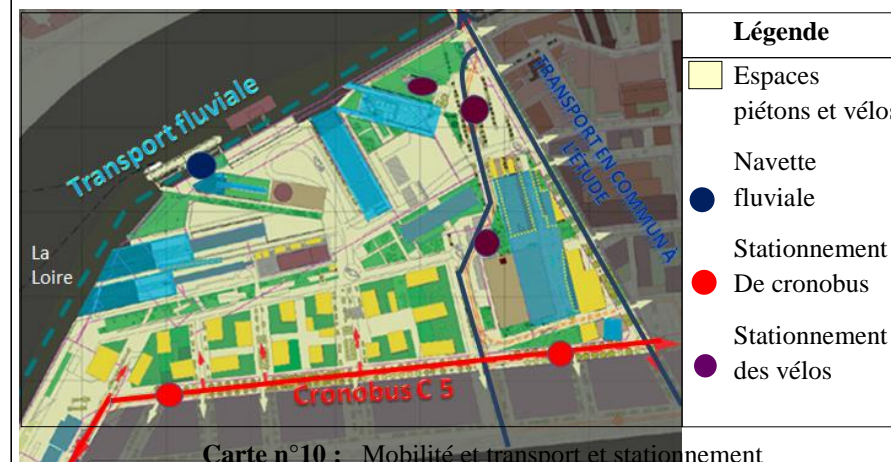 Transport fluviale
TRANSPORT EN COMMUN À
L'ÉTUDE
La
Loire
Cronobus C 5
Légende
Espaces
piétons et vélos
Navette
fluviale
Stationnement
De cronobus
Stationnement
des vélos
Carte n°10 : Mobilité et transport et stationnement